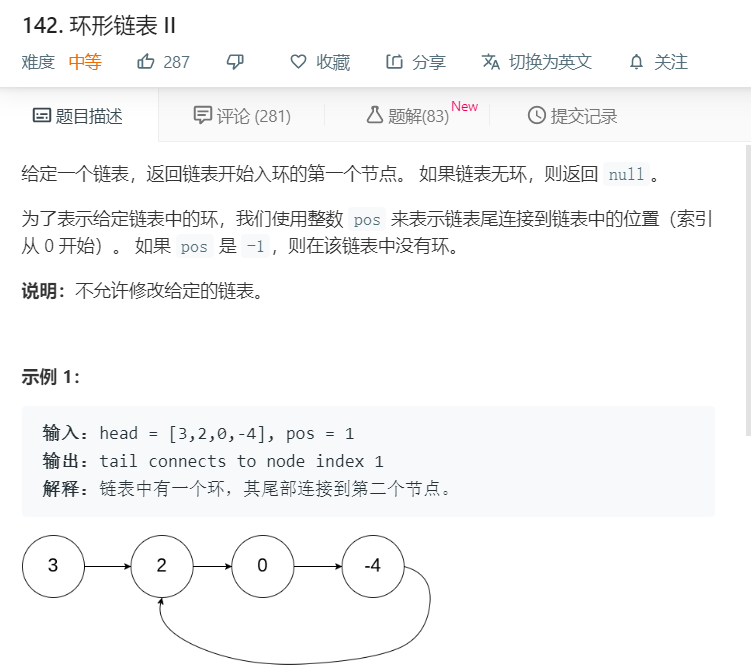 142. 环形链表 II
难度 中等 287 收藏 分享 切换为英文 关注
题目描述 评论 (281) 题解(83) New 提交记录
给定一个链表，返回链表开始入环的第一个节点。 如果链表无环，则返回 null 。
为了表示给定链表中的环，我们使用整数 pos 来表示链表尾连接到链表中的位置（索引
从 0 开始）。 如果 pos 是 -1，则在该链表中没有环。
说明：不允许修改给定的链表。
示例 1：
输入：head = [3,2,0,-4], pos = 1
输出：tail connects to node index 1
解释：链表中有一个环，其尾部连接到第二个节点。
3 2 0 -4